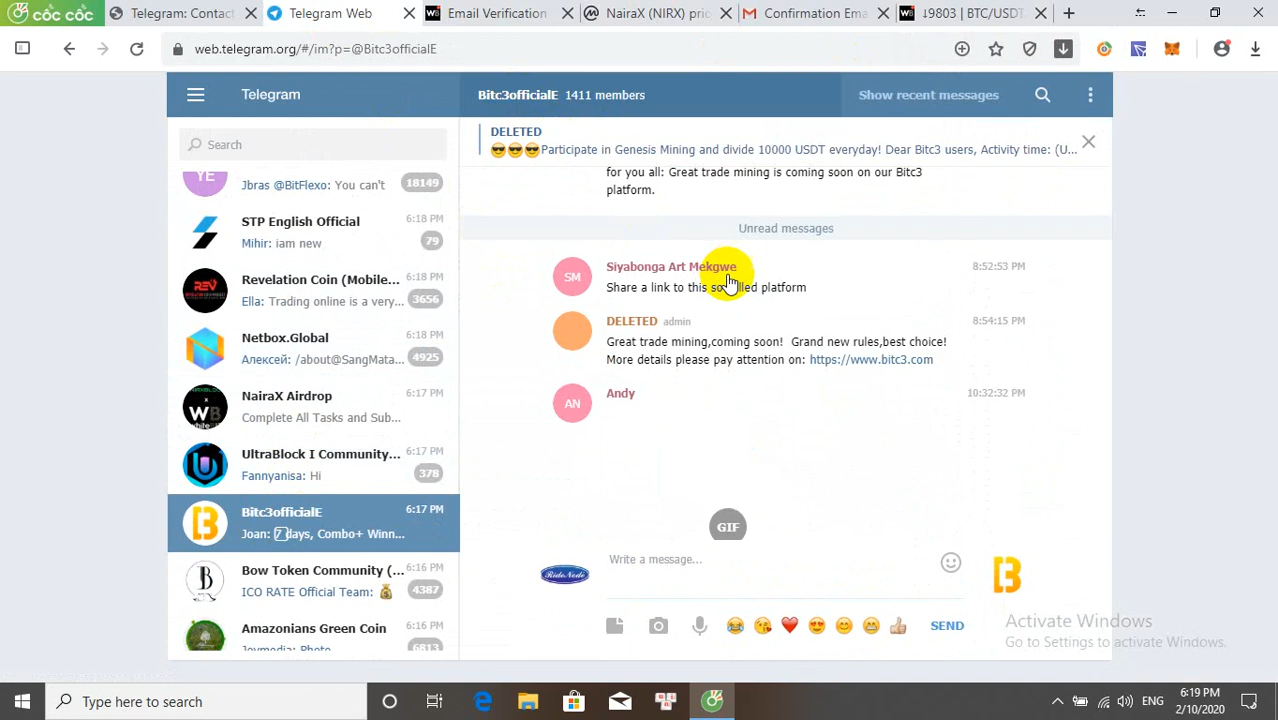 cốc cốc
Telegram: Contact
Telegram Web
Email Verification
NairaX (NIRX) pric
Confirmation Ema
49803 | BTC/USDT
web.telegram.org/#/im?p=@Bitc3officialE
Telegram
Bitc3officialE 1411 members
Show recent messages
Search
DELETED
Participate in Genesis Mining and divide 10000 USDT everyday! Dear Bitc3 users, Activity time: (U...
YE
Jbras @BitFlexo: You can't
18149
STP English Official
6:18 PM
Mihir: iam new
79
Revelation Coin (Mobile...
6:18 PM
Ella: Trading online is a very...
3656
Netbox.Global
6:18 PM
Алексей: /about@SangMata...
4925
NairaX Airdrop
6:17 PM
Complete All Tasks and Sub...
UltraBlock I Community...
6:17 PM
Fannyanisa: Hi
378
Bitc3officialE
6:17 PM
Joan: 7 days, Combo+ Winn...
Bow Token Community (...
6:16 PM
ICO RATE Official Team: 💰
4387
Amazonians Green Coin
6:16 PM
Joymedia: Photo
6813
for you all: Great trade mining is coming soon on our Bitc3
platform.
Unread messages
SM
Siyabonga Art Mekgwe
8:52:53 PM
Share a link to this so called platform
DELETED admin
8:54:15 PM
Great trade mining,coming soon! Grand new rules,best choice!
More details please pay attention on: https://www.bitc3.com
AN
Andy
10:32:32 PM
GIF
RideNode
Write a message...
SEND
Activate Windows
Go to Settings to activate Windows.
Type here to search
ENG
6:19 PM
2/10/2020